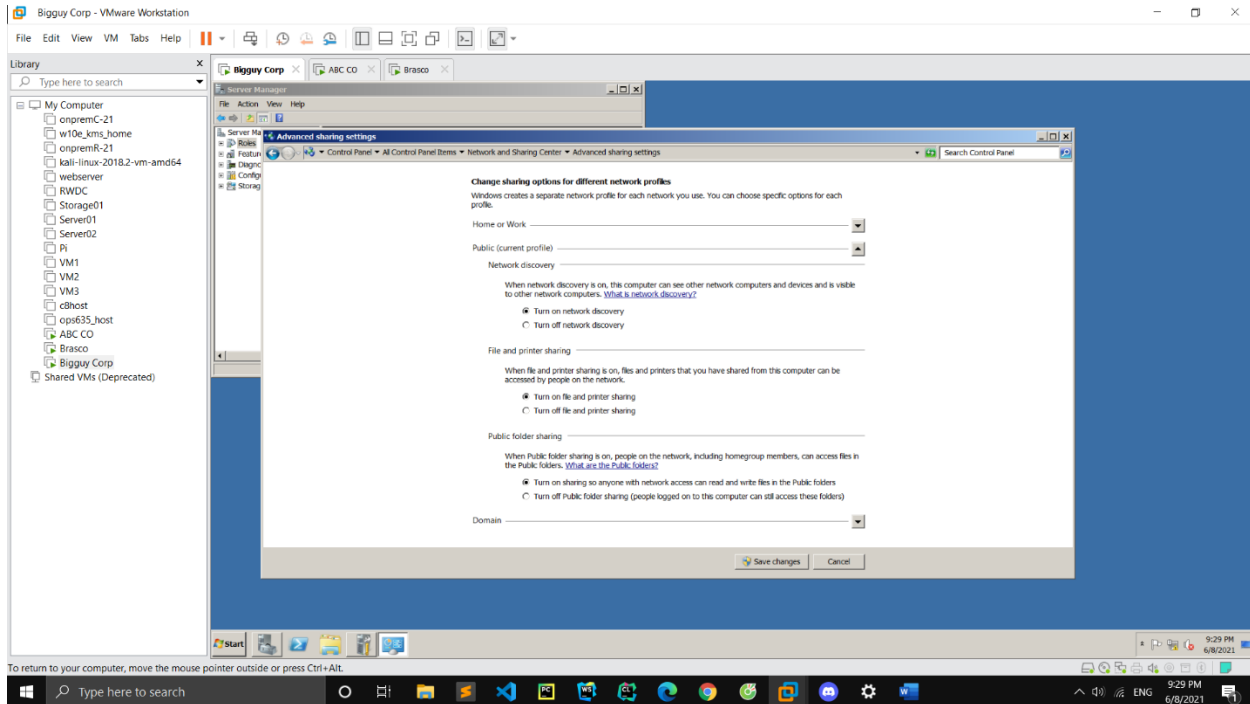 Bigguy Corp - VMware Workstation
File Edit View VM Tabs Help
Library
Type here to search
My Computer
onpremC-21
w10e_kms_home
onpremR-21
kali-linux-2018.2-vm-amd64
webserver
RWDC
Storage01
Server01
Server02
Pi
VM1
VM2
VM3
c8host
ops635_host
ABC CO
Brasco
Bigguy Corp
Shared VMs (Deprecated)
Bigguy Corp ABC CO Brasco
Server Manager
File Action View Help
Server Ma
Roles
Featur
Diagnc
Config
Storag
Advanced sharing settings
Control Panel All Control Panel Items Network and Sharing Center Advanced sharing settings
Search Control Panel
Change sharing options for different network profiles
Windows creates a separate network profile for each network you use. You can choose specific options for each
profile.
Home or Work
Public (current profile)
Network discovery
When network discovery is on, this computer can see other network computers and devices and is visible
to other network computers. What is network discovery?
Turn on network discovery
Turn off network discovery
File and printer sharing
When file and printer sharing is on, files and printers that you have shared from this computer can be
accessed by people on the network.
Turn on file and printer sharing
Turn off file and printer sharing
Public folder sharing
When Public folder sharing is on, people on the network, including homegroup members, can access files in
the Public folders. What are the Public folders?
Turn on sharing so anyone with network access can read and write files in the Public folders
Turn off Public folder sharing (people logged on to this computer can still access these folders)
Domain
Save changes Cancel
Start
9:29 PM
6/8/2021
To return to your computer, move the mouse pointer outside or press Ctrl+Alt.
Type here to search
PC WS CL W
ENG
9:29 PM
6/8/2021
1